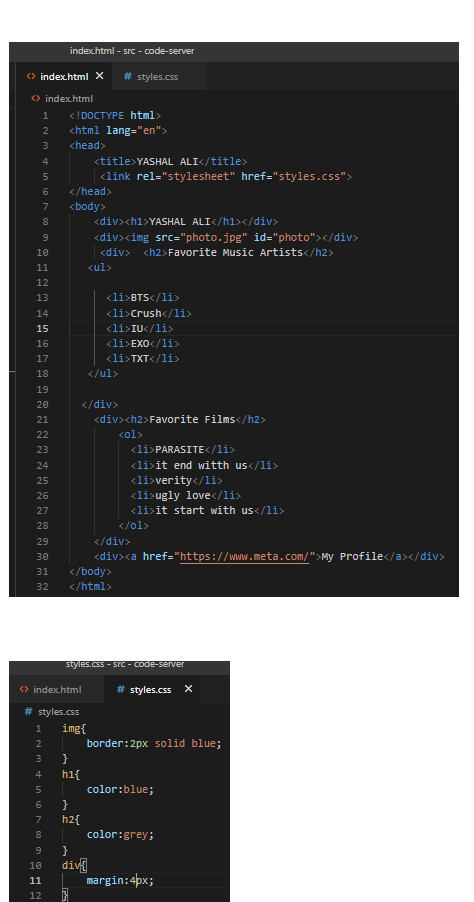 index.html - src - code-server
index.html # styles.css
index.html
1 <!DOCTYPE html>
2 <html lang="en">
3 <head>
4 <title>YASHAL ALI</title>
5 <link rel="stylesheet" href="styles.css">
6 </head>
7 <body>
8 <div><h1>YASHAL ALI</h1></div>
9 <div><img src="photo.jpg" id="photo"></div>
10 <div> <h2>Favorite Music Artists</h2>
11 <ul>
12
13 <li>BTS</li>
14 <li>Crush</li>
15 <li>IU</li>
16 <li>EXO</li>
17 <li>TXT</li>
18 </ul>
19
20 </div>
21 <div><h2>Favorite Films</h2>
22 <ol>
23 <li>PARASITE</li>
24 <li>it end witth us</li>
25 <li>verity</li>
26 <li>ugly love</li>
27 <li>it start with us</li>
28 </ol>
29 </div>
30 <div><a href="https://www.meta.com/">My Profile</a></div>
31 </body>
32 </html>
styles.css - src - code-server
index.html # styles.css
# styles.css
1 img{
2 border:2px solid blue;
3 }
4 h1{
5 color:blue;
6 }
7 h2{
8 color:grey;
9 }
10 div{
11 margin:4px;
12 }